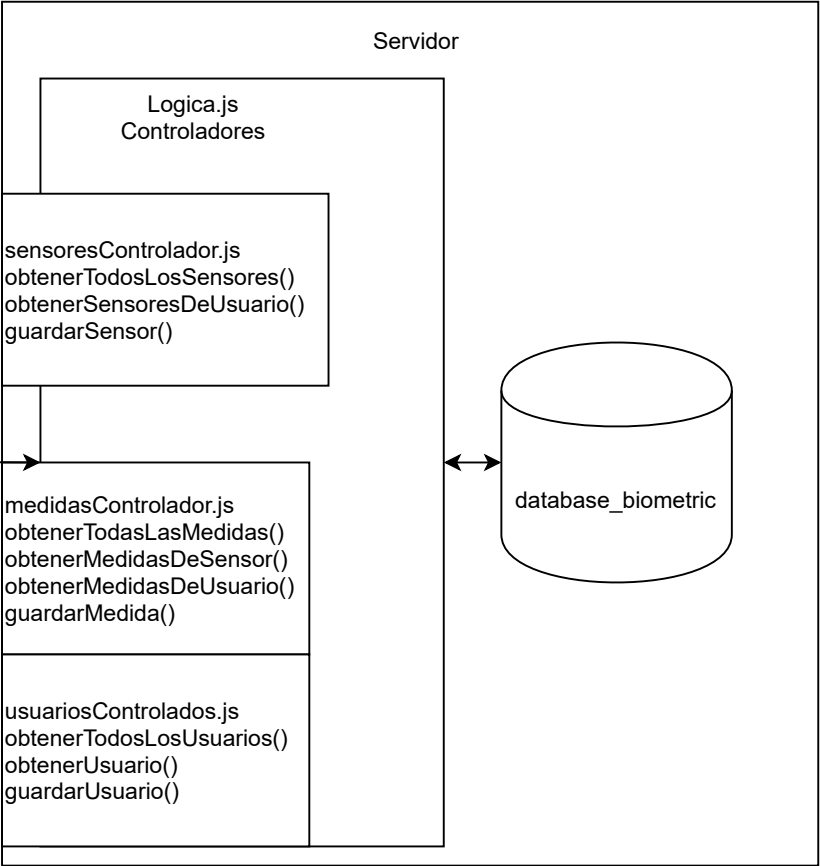 Servidor
Logica.js
Controladores
sensoresControlador.js
obtenerTodosLosSensores()
obtenerSensoresDeUsuario()
guardarSensor()
medidasControlador.js
obtenerTodasLasMedidas()
obtenerMedidasDeSensor()
obtenerMedidasDeUsuario()
guardarMedida()
database_biometric
usuariosControlados.js
obtenerTodosLosUsuarios()
obtenerUsuario()
guardarUsuario()